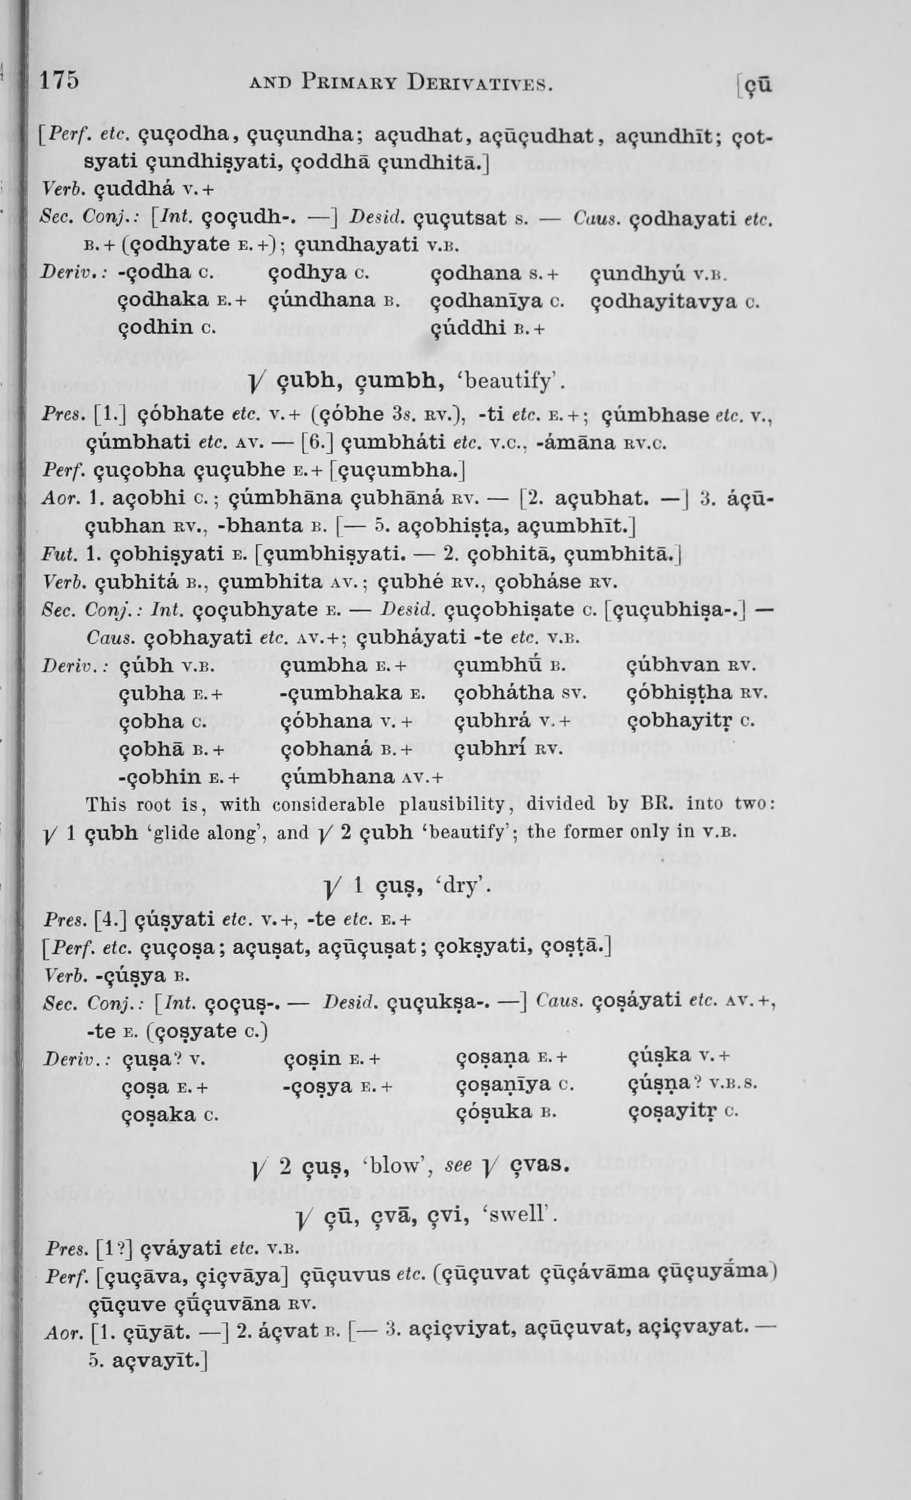 175 AND PRIMARY DERIVATIVES. [çū
[Perf. etc. çuçodha, çuçundha; açudhat, açūçudhat, açundhīt; çot-
syati çundhiṣyati, çoddhā çundhitā.]
Verb. çuddhá V.+
Sec. Conj.: [Int. çoçudh-. —] Desid. çuçutsat S. — Caus. çodhayati etc.
B.+ (çodhyate E.+); çundhayati V.B.
Deriv.: -çodha C. çodhya C. çodhana S.+ çundhyú V.B.
çodhaka E.+ çúndhana B. çodhanīya C. çodhayitavya C.
çodhin C. çúddhi B.+
√ çubh, çumbh, ‘beautify’.
Pres. [1.] çóbhate etc. V.+ (çóbhe 3s. RV.), -ti etc. E.+; çúmbhase etc. V.,
çúmbhati etc. AV. — [6.] çumbháti etc. V.C., -ámāna RV.C.
Perf. çuçobha çuçubhe E.+ [çuçumbha.]
Aor. 1. açobhi C.; çúmbhāna çubhāná RV. — [2. açubhat. —] 3. áçū-
çubhan RV., -bhanta B. [— 5. açobhiṣṭa, açumbhīt.]
Fut. 1. çobhiṣyati E. [çumbhiṣyati. — 2. çobhitā, çumbhitā.]
Verb. çubhitá B., çumbhita AV.; çubhé RV., çobháse RV.
Sec. Conj.: Int. çoçubhyate E. — Desid. çuçobhiṣate C. [çuçubhiṣa-.] —
Caus. çobhayati etc. AV.+; çubháyati -te etc. V.B.
Deriv.: çúbh V.B. çumbha E.+ çumbhū́ B. çúbhvan RV.
çubha E.+ -çumbhaka E. çobhátha SV. çóbhiṣṭha RV.
çobha C. çóbhana V.+ çubhrá V.+ çobhayitṛ C.
çobhā B.+ çobhaná B.+ çubhrí RV.
-çobhin E.+ çúmbhana AV.+
This root is, with considerable plausibility, divided by BR. into two:
√ 1 çubh ‘glide along’, and √ 2 çubh ‘beautify’; the former only in V.B.
√ 1 çuṣ, ‘dry’.
Pres. [4.] çúṣyati etc. V.+, -te etc. E.+
[Perf. etc. çuçoṣa; açuṣat, açūçuṣat; çokṣyati, çoṣṭā.]
Verb. -çúṣya B.
Sec. Conj.: [Int. çoçuṣ-. — Desid. çuçukṣa-. —] Caus. çoṣáyati etc. AV.+,
-te E. (çoṣyate C.)
Deriv.: çuṣa? V. çoṣin E.+ çoṣaṇa E.+ çúṣka V.+
çoṣa E.+ -çoṣya E.+ çoṣaṇīya C. çúṣṇa? V.B.S.
çoṣaka C. çóṣuka B. çoṣayitṛ C.
√ 2 çuṣ, ‘blow’, see √ çvas.
√ çū, çvā, çvi, ‘swell’.
Pres. [1?] çváyati etc. V.B.
Perf. [çuçāva, çiçvāya] çūçuvus etc. (çūçuvat çūçávāma çūçuyā́ma)
çūçuve çū́çuvāna RV.
Aor. [1. çūyāt. —] 2. áçvat B. [— 3. açiçviyat, açūçuvat, açiçvayat. —
5. açvayīt.]